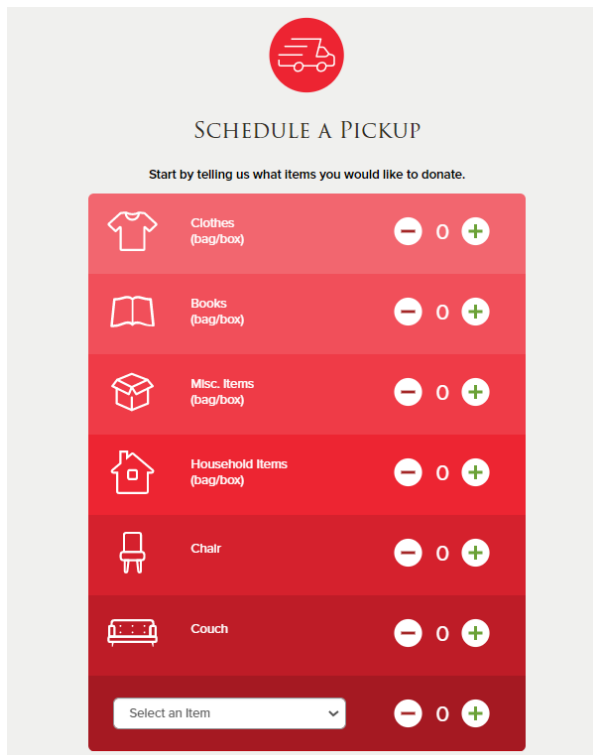 Schedule a Pickup
Start by telling us what items you would like to donate.
Clothes
(bag/box)
0
Books
(bag/box)
0
Misc. Items
(bag/box)
0
Household Items
(bag/box)
0
Chair
0
Couch
0
Select an Item
0